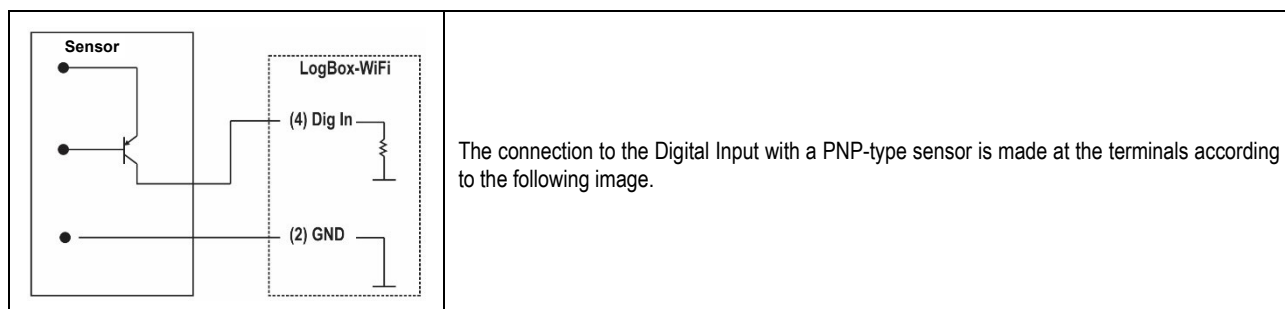 Sensor
LogBox-WiFi
(4) Dig In
(2) GND
The connection to the Digital Input with a PNP-type sensor is made at the terminals according
to the following image.